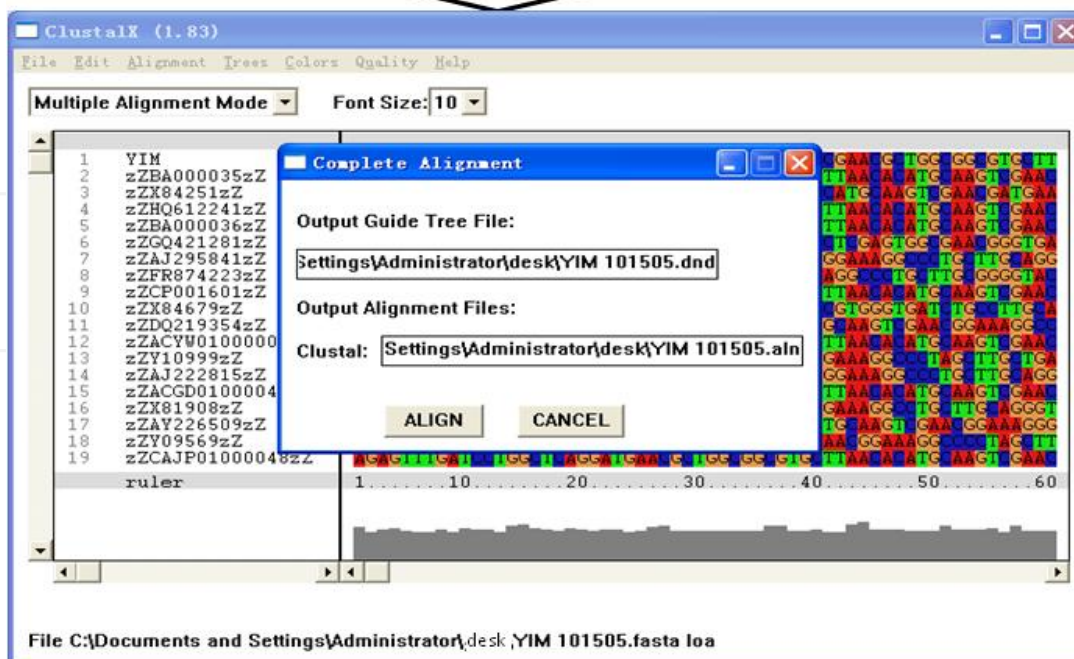 ClustalX (1.83)
File Edit Alignment Trees Colors Quality Help
Multiple Alignment Mode Font Size: 10
1 YIM
2 zZBA000035zZ
3 zZX84251zZ
4 zZHQ612241zZ
5 zZBA000036zZ
6 zZGQ421281zZ
7 zZAJ295841zZ
8 zZFR874223zZ
9 zZCP001601zZ
10 zZX84679zZ
11 zZDQ219354zZ
12 zZACYW0100000
13 zZY10999zZ
14 zZAJ222815zZ
15 zZACGD0100004
16 zZX81908zZ
17 zZAY226509zZ
18 zZY09569zZ
19 zZCAJP01000048zZ
Complete Alignment
Output Guide Tree File:
Settings\Administrator\desk\YIM 101505.dnd
Output Alignment Files:
Clustal: Settings\Administrator\desk\YIM 101505.aln
ALIGN CANCEL
AGAGTTTGATCCTGGCTCAGGATGAACGCTGGCGGCGTGCTTAACACATGCAAGTCGAAC
ruler 1.......10........20........30........40........50........60
File C:\Documents and Settings\Administrator\desk ,YIM 101505.fasta loa